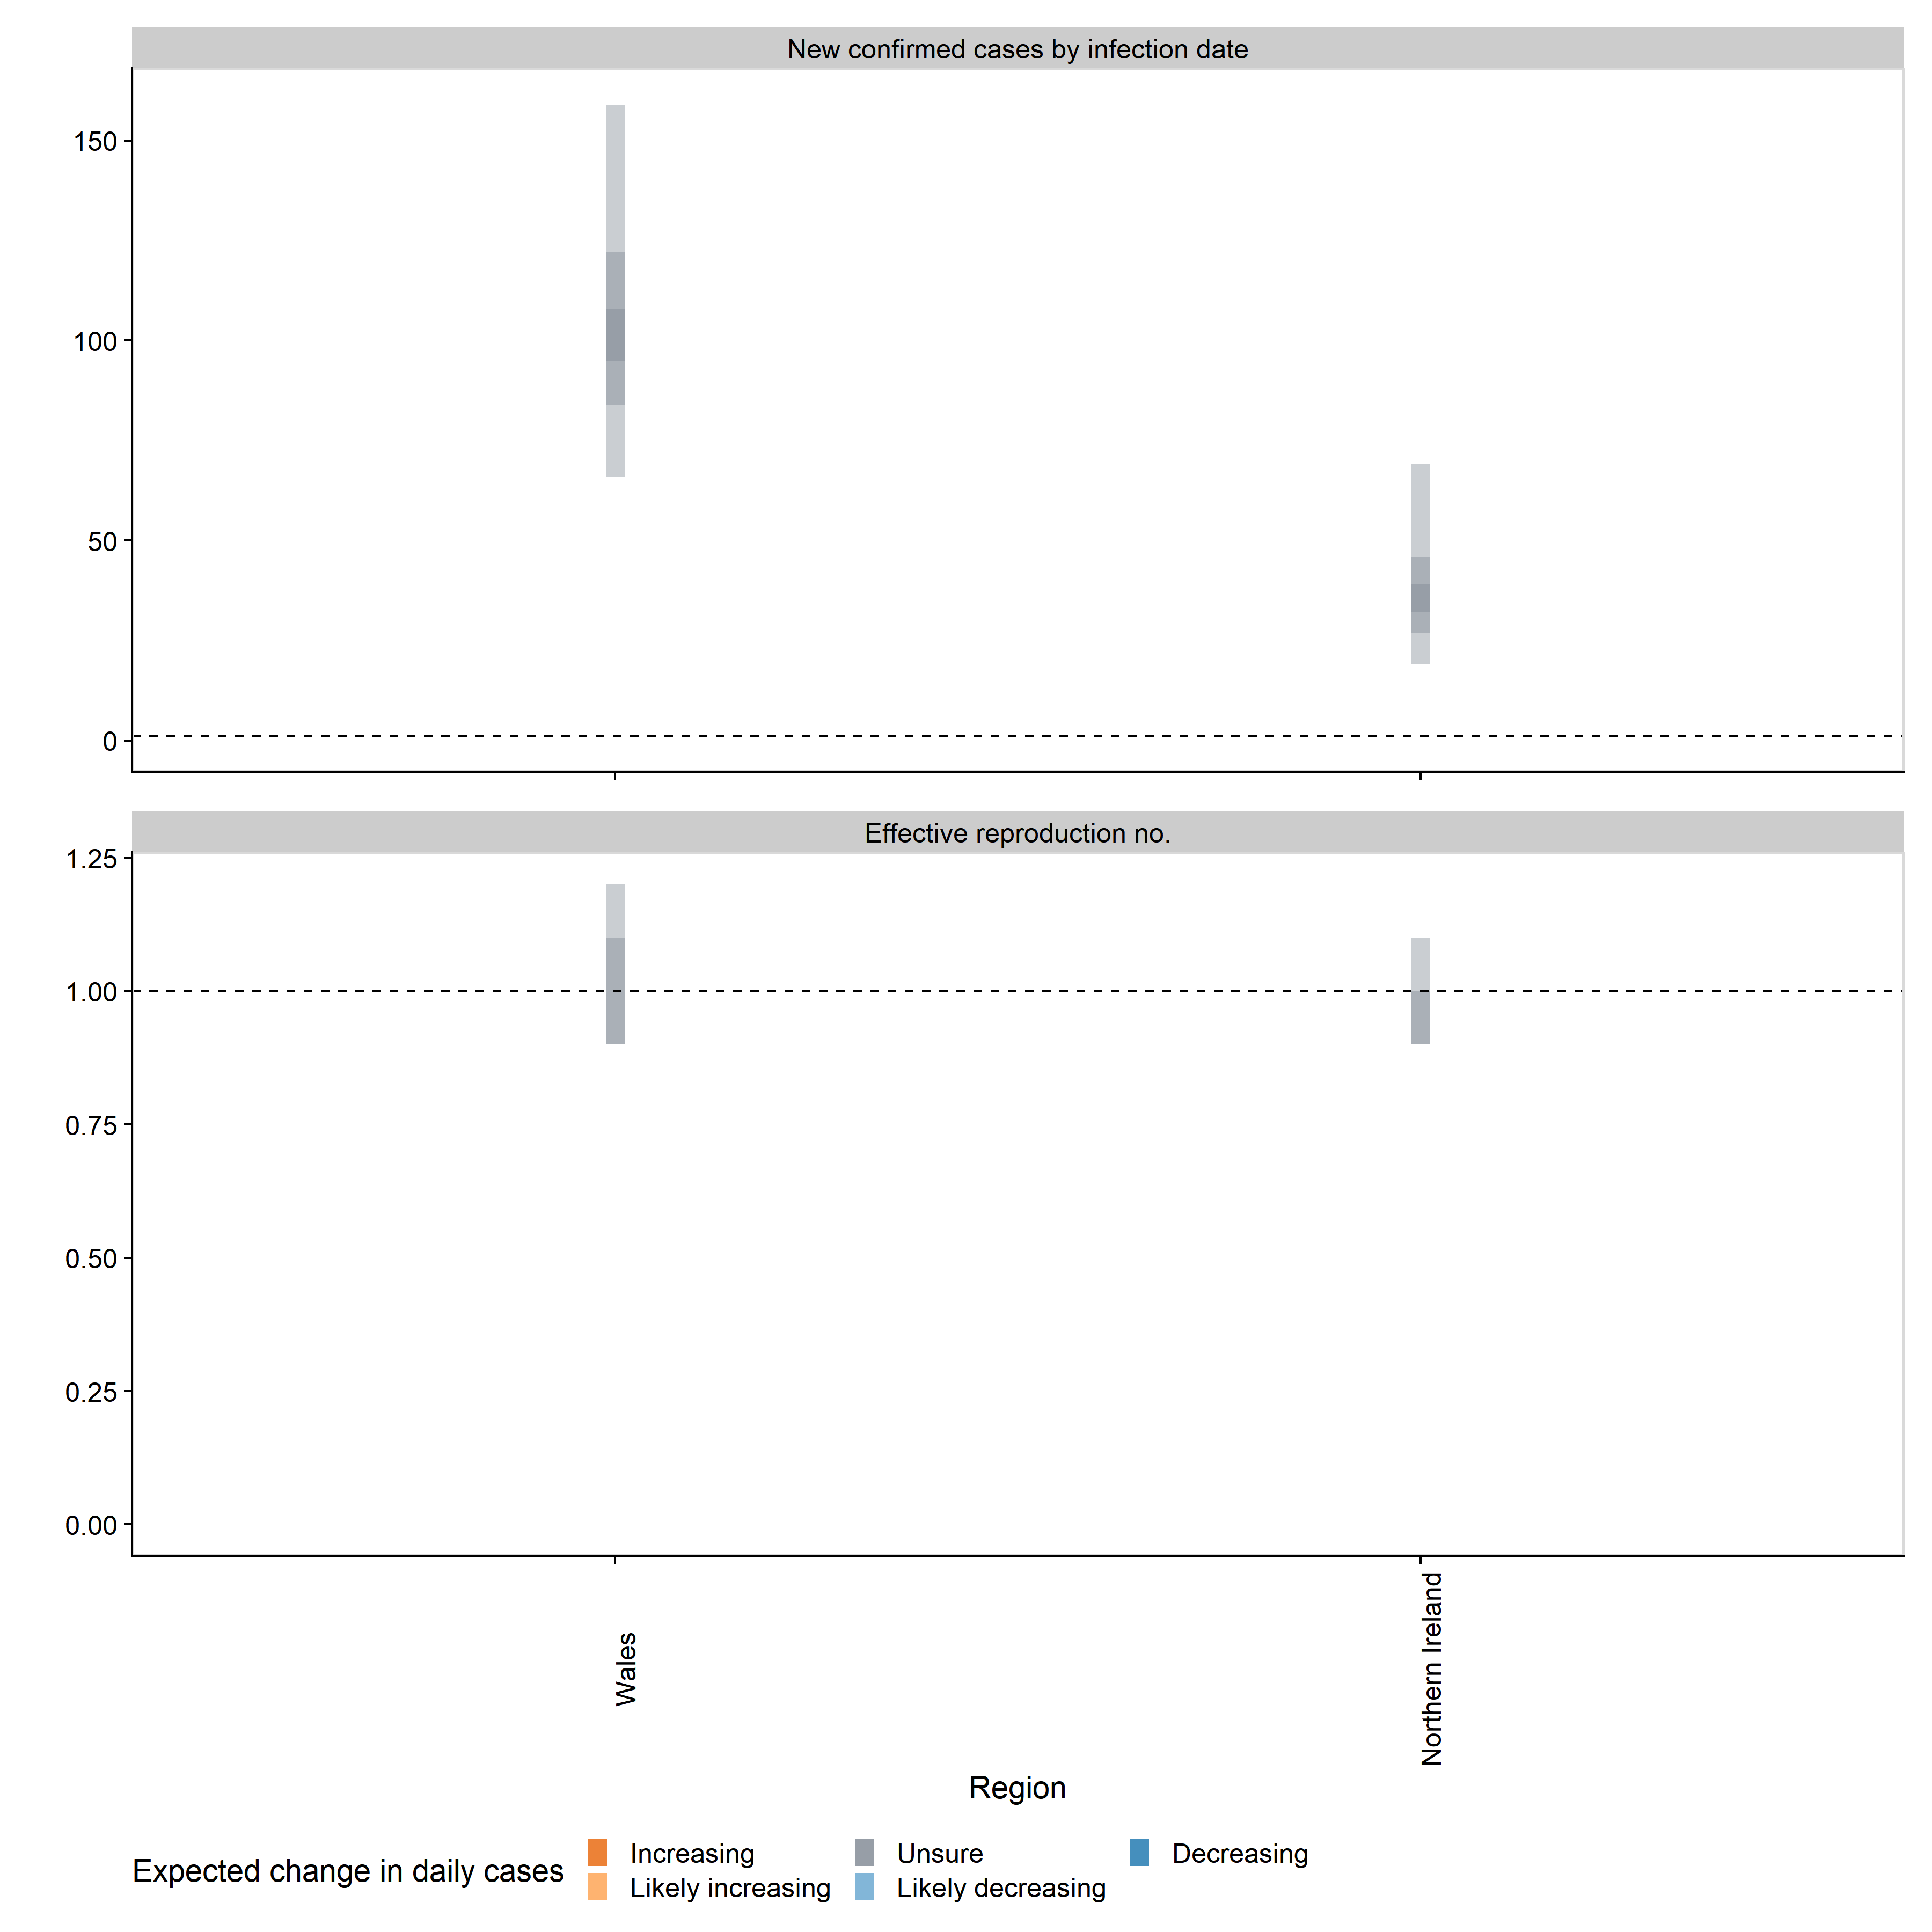 New confirmed cases by infection date
150
100
50
0
Effective reproduction no.
1.25
1.00
0.75
0.50
0.25
0.00
Wales
Northern Ireland
Region
Expected change in daily cases
Increasing
Unsure
Decreasing
Likely increasing
Likely decreasing